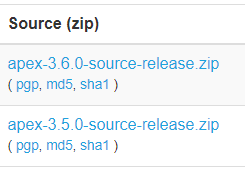 Source (zip)
apex-3.6.0-source-release.zip
( pgp, md5, sha1 )
apex-3.5.0-source-release.zip
( pgp, md5, sha1 )